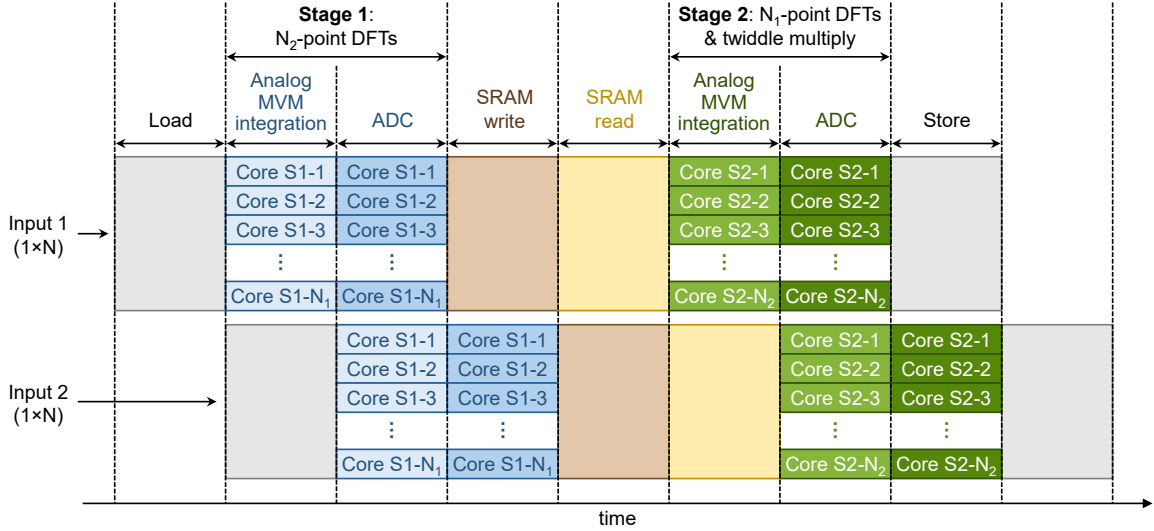 Stage 1:
N₂-point DFTs
Stage 2: N₁-point DFTs
& twiddle multiply
Load
Analog
MVM
integration
ADC
SRAM
write
SRAM
read
Analog
MVM
integration
ADC
Store
Input 1
(1×N)
Core S1-1
Core S1-1
Core S2-1
Core S2-1
Core S1-2
Core S1-2
Core S2-2
Core S2-2
Core S1-3
Core S1-3
Core S2-3
Core S2-3
⋮
⋮
⋮
⋮
Core S1-N₁
Core S1-N₁
Core S2-N₂
Core S2-N₂
Input 2
(1×N)
Core S1-1
Core S1-1
Core S2-1
Core S2-1
Core S1-2
Core S1-2
Core S2-2
Core S2-2
Core S1-3
Core S1-3
Core S2-3
Core S2-3
⋮
⋮
⋮
⋮
Core S1-N₁
Core S1-N₁
Core S2-N₂
Core S2-N₂
time